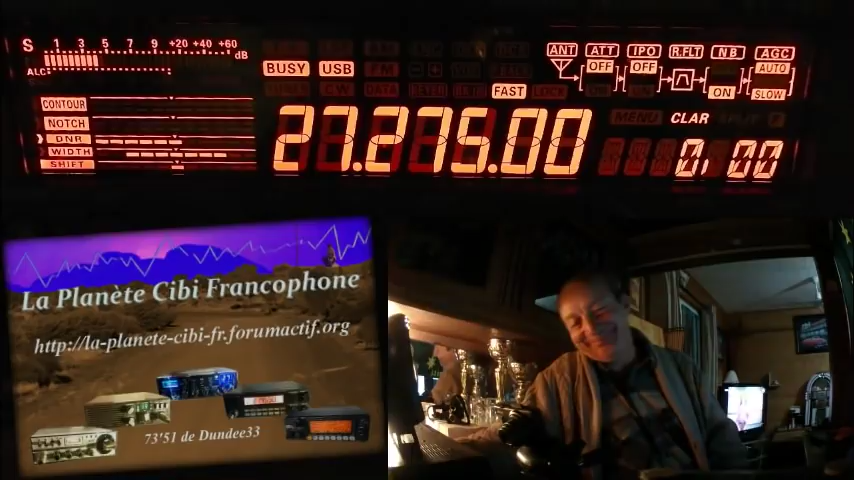 S 1 3 5 7 9 +20 +40 +60 dB
ALC
BUSY USB
FAST
ANT ATT IPO R.FLT NB AGC
OFF OFF AUTO
ON SLOW
CONTOUR
NOTCH
DNR
WIDTH
SHIFT
27.275.00
MENU CLAR SPLIT
0. 00
La Planète Cibi Francophone
http://la-planete-cibi-fr.forumactif.org
73'51 de Dundee33